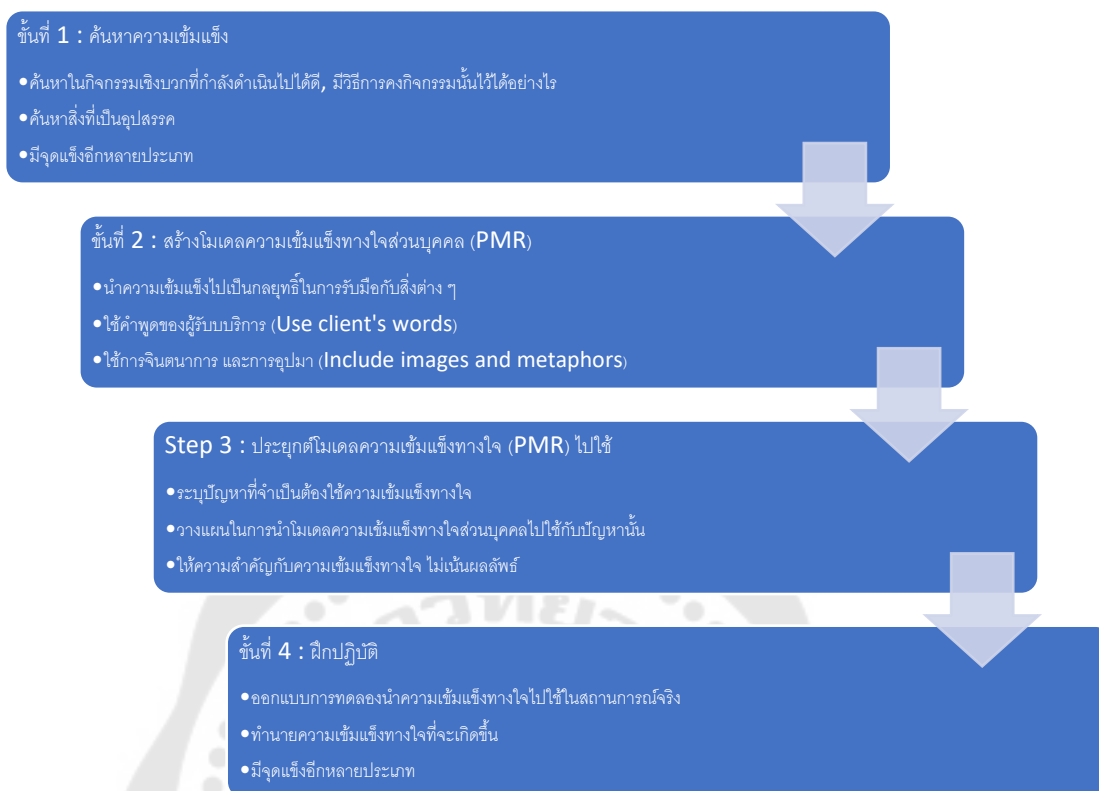 ขั้นที่ 1 : ค้นหาความเข้มแข็ง
•ค้นหาในกิจกรรมเชิงบวกที่กำลังดำเนินไปได้ดี, มีวิธีการคงกิจกรรมนั้นไว้ได้อย่างไร
•ค้นหาสิ่งที่เป็นอุปสรรค
•มีจุดแข็งอีกหลายประเภท
ขั้นที่ 2 : สร้างโมเดลความเข้มแข็งทางใจส่วนบุคคล (PMR)
•นำความเข้มแข็งไปเป็นกลยุทธิ์ในการรับมือกับสิ่งต่าง ๆ
•ใช้คำพูดของผู้รับบบริการ (Use client's words)
•ใช้การจินตนาการ และการอุปมา (Include images and metaphors)
Step 3 : ประยุกต์โมเดลความเข้มแข็งทางใจ (PMR) ไปใช้
•ระบุปัญหาที่จำเป็นต้องใช้ความเข้มแข็งทางใจ
•วางแผนในการนำโมเดลความเข้มแข็งทางใจส่วนบุคคลไปใช้กับปัญหานั้น
•ให้ความสำคัญกับความเข้มแข็งทางใจ ไม่เน้นผลลัพธ์
ขั้นที่ 4 : ฝึกปฏิบัติ
•ออกแบบการทดลองนำความเข้มแข็งทางใจไปใช้ในสถานการณ์จริง
•ทำนายความเข้มแข็งทางใจที่จะเกิดขึ้น
•มีจุดแข็งอีกหลายประเภท